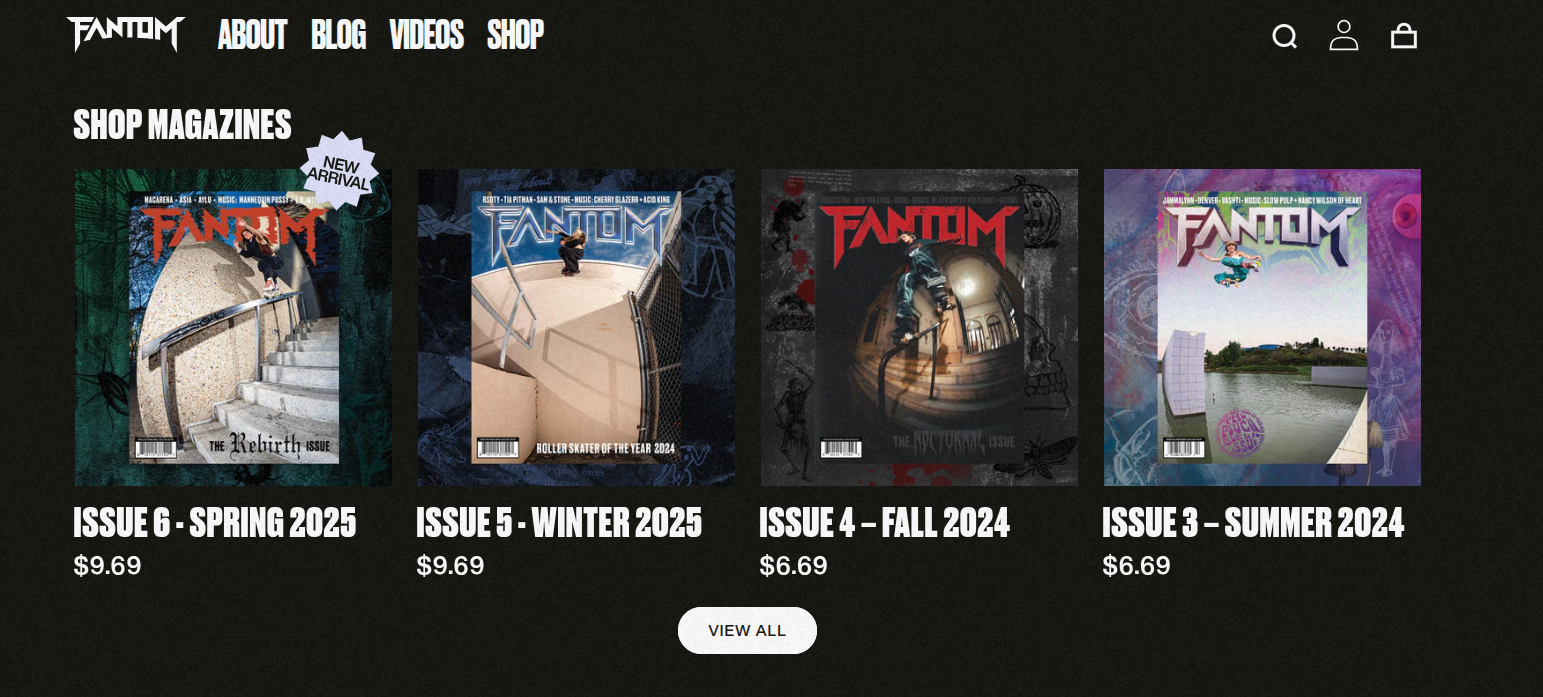 FANTOM ABOUT BLOG VIDEOS SHOP
SHOP MAGAZINES
NEW
ARRIVAL
MACARENA • ASIA • AYLU • MUSIC: MANNEQUIN PUSSY •
FANTOM
THE Rebirth ISSUE
RSOTY • TIA PITMAN • SAM & STONE • MUSIC: CHERRY GLAZERR + ACID KING
FANTOM
ROLLER SKATER OF THE YEAR 2024
FANTOM
THE NOCTURNAL ISSUE
DENVER • VASHTI • MUSIC: SLOW PULP + NANCY WILSON OF HEART
FANTOM
ISSUE 6 - SPRING 2025
$9.69
ISSUE 5 - WINTER 2025
$9.69
ISSUE 4 – FALL 2024
$6.69
ISSUE 3 – SUMMER 2024
$6.69
VIEW ALL